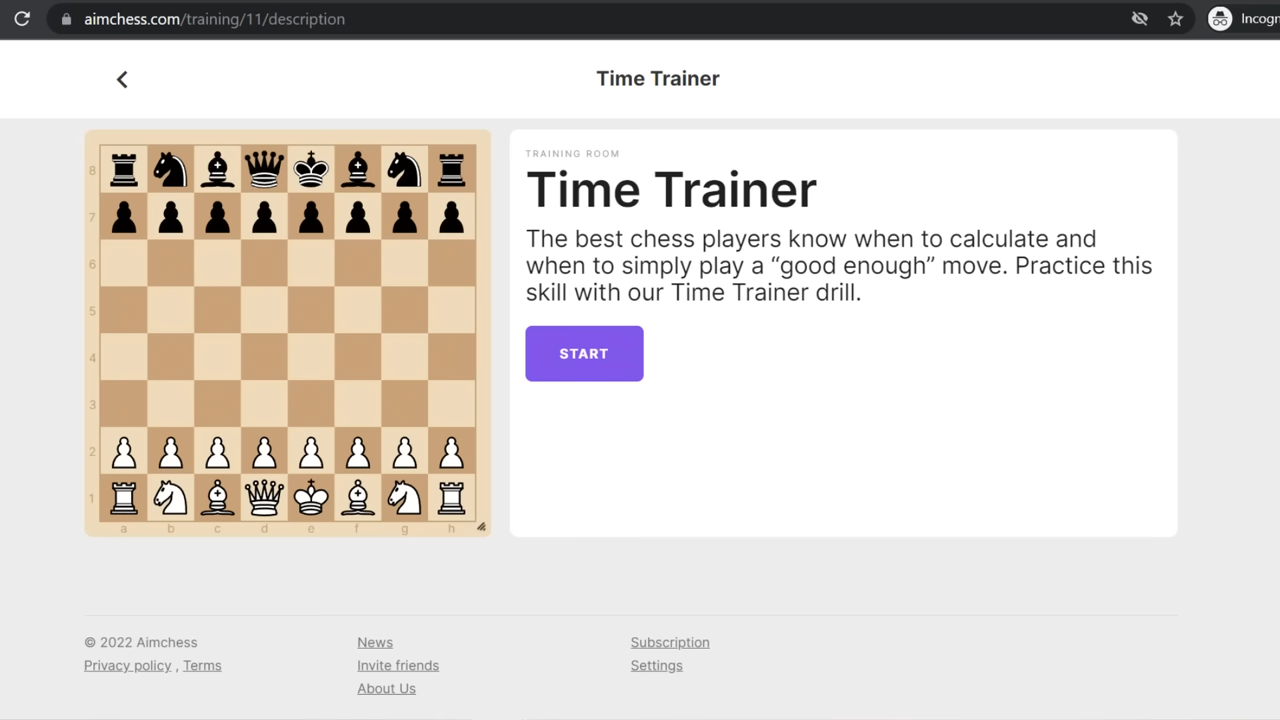 aimchess.com/training/11/description
Incogn
Time Trainer
8
7
6
5
4
3
2
1
a b c d e f g h
TRAINING ROOM
Time Trainer
The best chess players know when to calculate and
when to simply play a “good enough” move. Practice this
skill with our Time Trainer drill.
START
© 2022 Aimchess
Privacy policy , Terms
News
Invite friends
About Us
Subscription
Settings